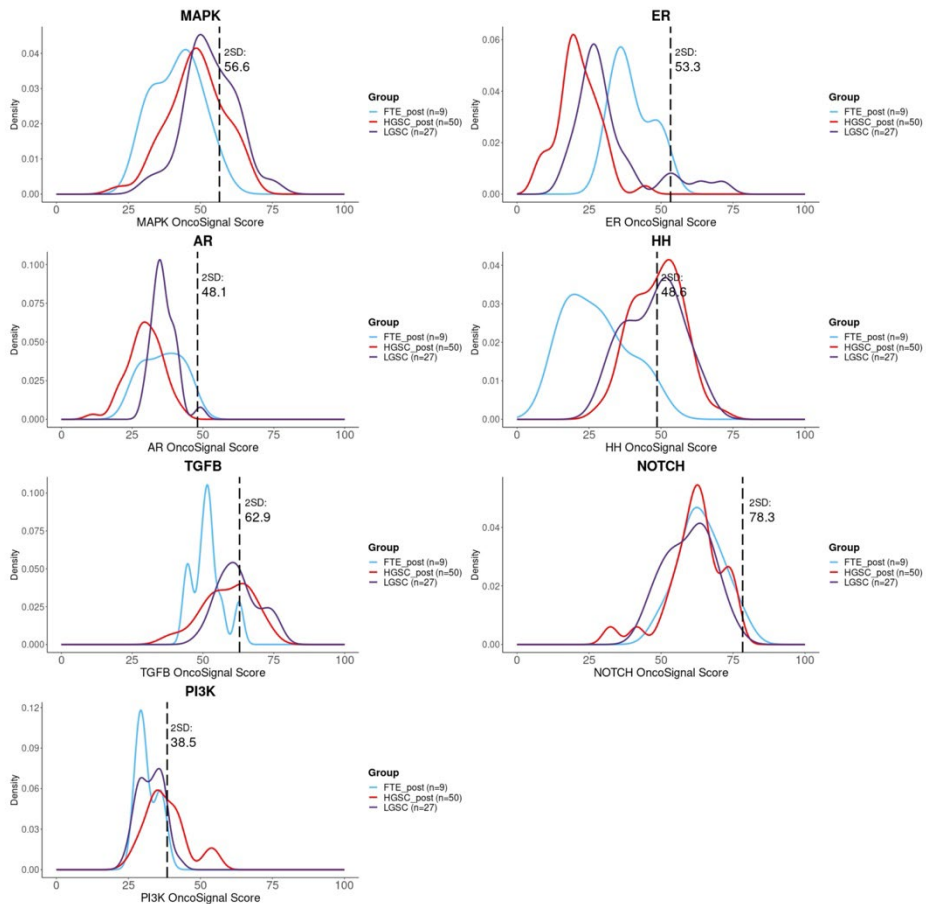 MAPK
0.04
0.03
0.02
0.01
0.00
Density
2SD:
56.6
Group
FTE_post (n=9)
HGSC_post (n=50)
LGSC (n=27)
0
25
50
75
100
MAPK OncoSignal Score
ER
0.06
0.04
0.02
0.00
Density
2SD:
53.3
Group
FTE_post (n=9)
HGSC_post (n=50)
LGSC (n=27)
0
25
50
75
100
ER OncoSignal Score
AR
0.100
0.075
0.050
0.025
0.000
Density
2SD:
48.1
Group
FTE_post (n=9)
HGSC_post (n=50)
LGSC (n=27)
0
25
50
75
100
AR OncoSignal Score
HH
0.04
0.03
0.02
0.01
0.00
Density
2SD:
48.6
Group
FTE_post (n=9)
HGSC_post (n=50)
LGSC (n=27)
0
25
50
75
100
HH OncoSignal Score
TGFB
0.100
0.075
0.050
0.025
0.000
Density
2SD:
62.9
Group
FTE_post (n=9)
HGSC_post (n=50)
LGSC (n=27)
0
25
50
75
100
TGFB OncoSignal Score
NOTCH
0.04
0.02
0.00
Density
2SD:
78.3
Group
FTE_post (n=9)
HGSC_post (n=50)
LGSC (n=27)
0
25
50
75
100
NOTCH OncoSignal Score
PI3K
0.12
0.09
0.06
0.03
0.00
Density
2SD:
38.5
Group
FTE_post (n=9)
HGSC_post (n=50)
LGSC (n=27)
0
25
50
75
100
PI3K OncoSignal Score